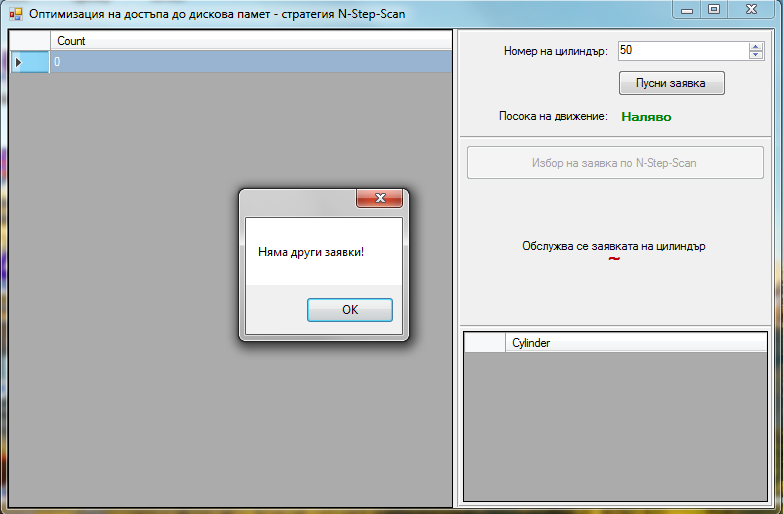 Оптимизация на достъпа до дискова памет - стратегия N-Step-Scan
Count
0
Номер на цилиндър:
50
Пусни заявка
Посока на движение:
Наляво
Избор на заявка по N-Step-Scan
Няма други заявки!
OK
Обслужва се заявката на цилиндър
~
Cylinder